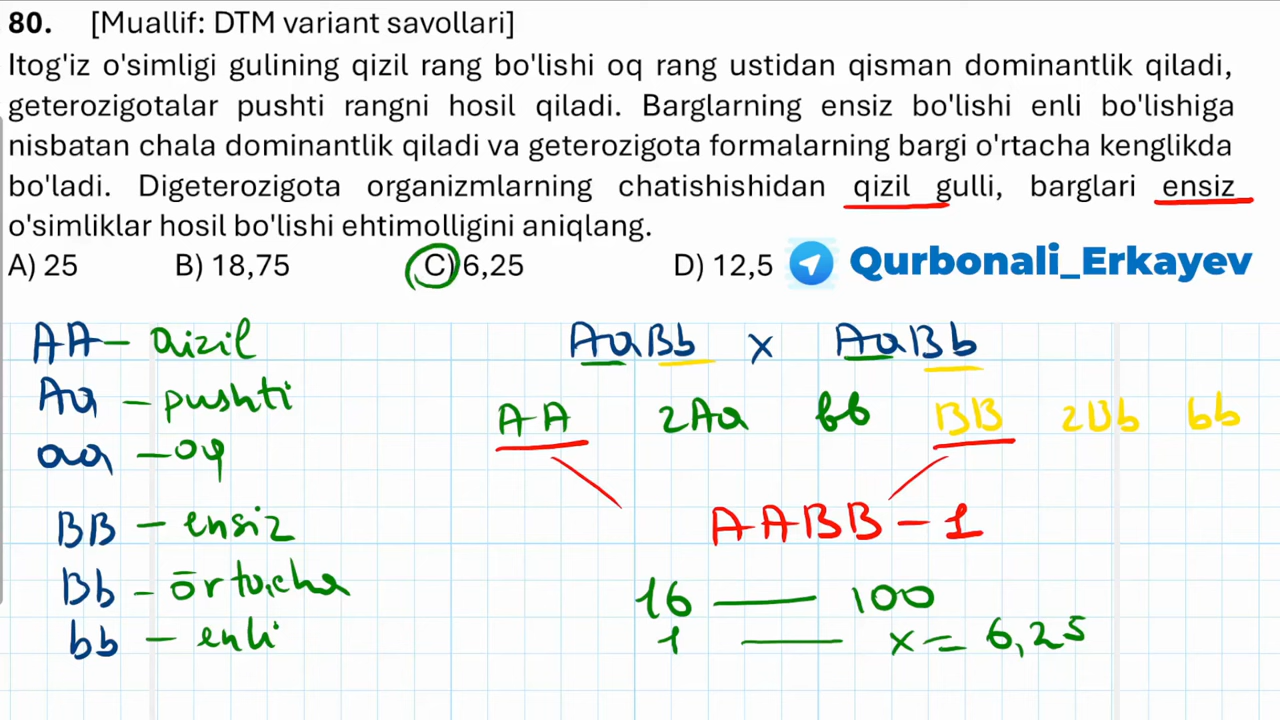 80. [Muallif: DTM variant savollari]
Itog'iz o'simligi gulining qizil rang bo'lishi oq rang ustidan qisman dominantlik qiladi,
geterozigotalar pushti rangni hosil qiladi. Barglarning ensiz bo'lishi enli bo'lishiga
nisbatan chala dominantlik qiladi va geterozigota formalarning bargi o'rtacha kenglikda
bo'ladi. Digeterozigota organizmlarning chatishishidan qizil gulli, barglari ensiz
o'simliklar hosil bo'lishi ehtimolligini aniqlang.
A) 25 B) 18,75 C) 6,25 D) 12,5 Qurbonali_Erkayev
AA – qizil
Aa – pushti
aa – oq
BB – ensiz
Bb – o'rtacha
bb – enli
AaBb x AaBb
AA 2Aa bb BB 2Bb bb
AABB – 1
16 — 100
1 — x = 6,25